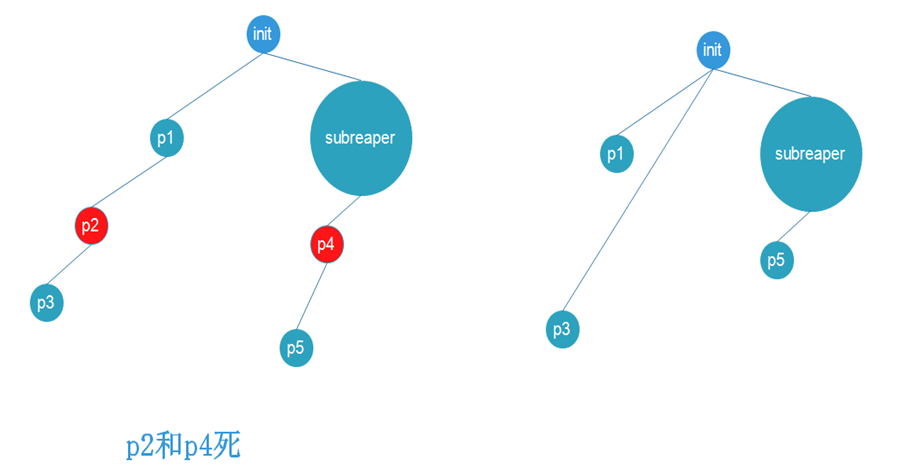 init
p1
subreaper
p2
p4
p3
p5
init
p1
subreaper
p5
p3
p2和p4死